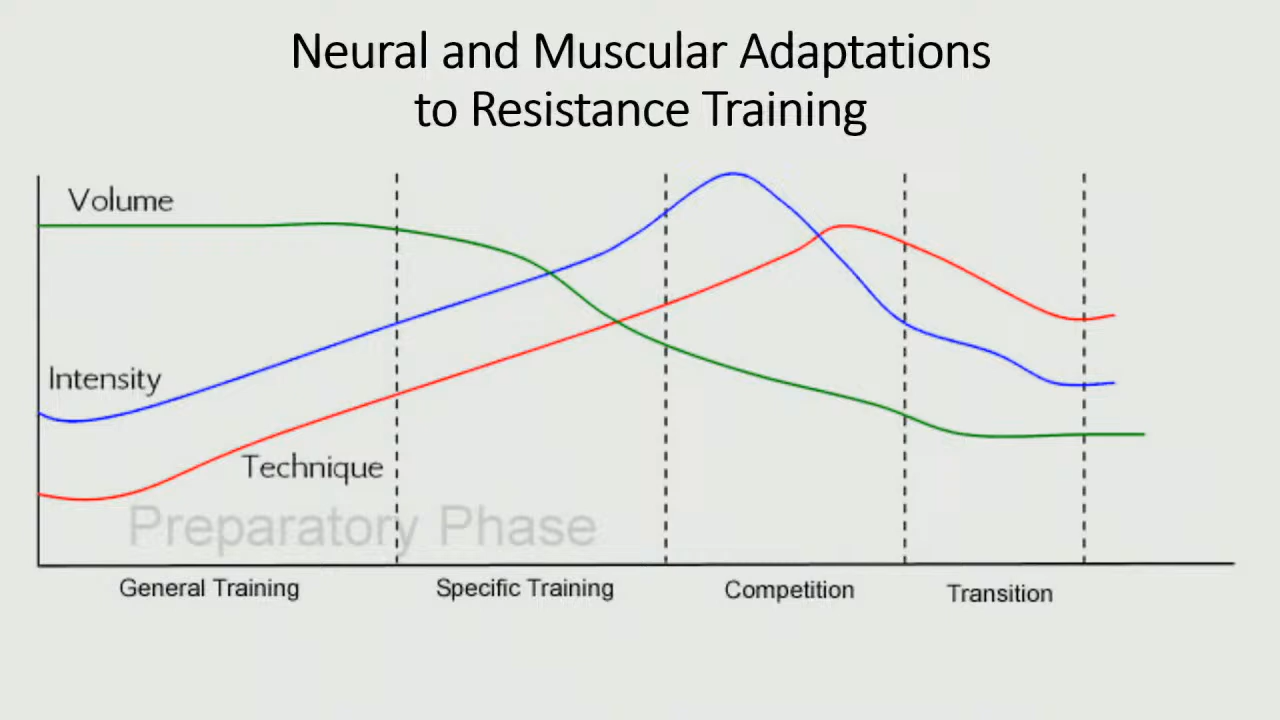 Neural and Muscular Adaptations
to Resistance Training
Volume
Intensity
Technique
Preparatory Phase
General Training
Specific Training
Competition
Transition